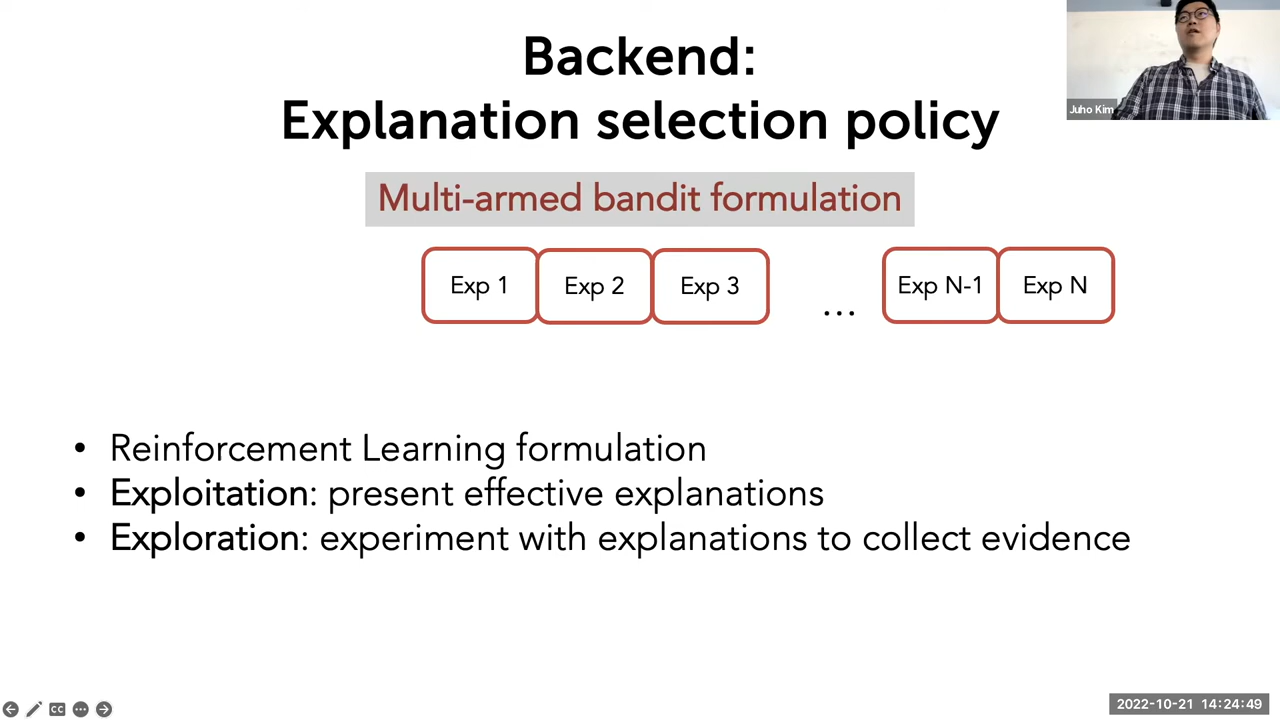 Backend:
Explanation selection policy
Juho Kim
Multi-armed bandit formulation
Exp 1 Exp 2 Exp 3 ... Exp N-1 Exp N
• Reinforcement Learning formulation
• Exploitation: present effective explanations
• Exploration: experiment with explanations to collect evidence
CC
2022-10-21 14:24:49